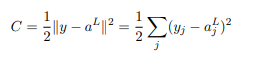 C = \frac{1}{2}\|y - a^L\|^2 = \frac{1}{2}\sum_j (y_j - a_j^L)^2